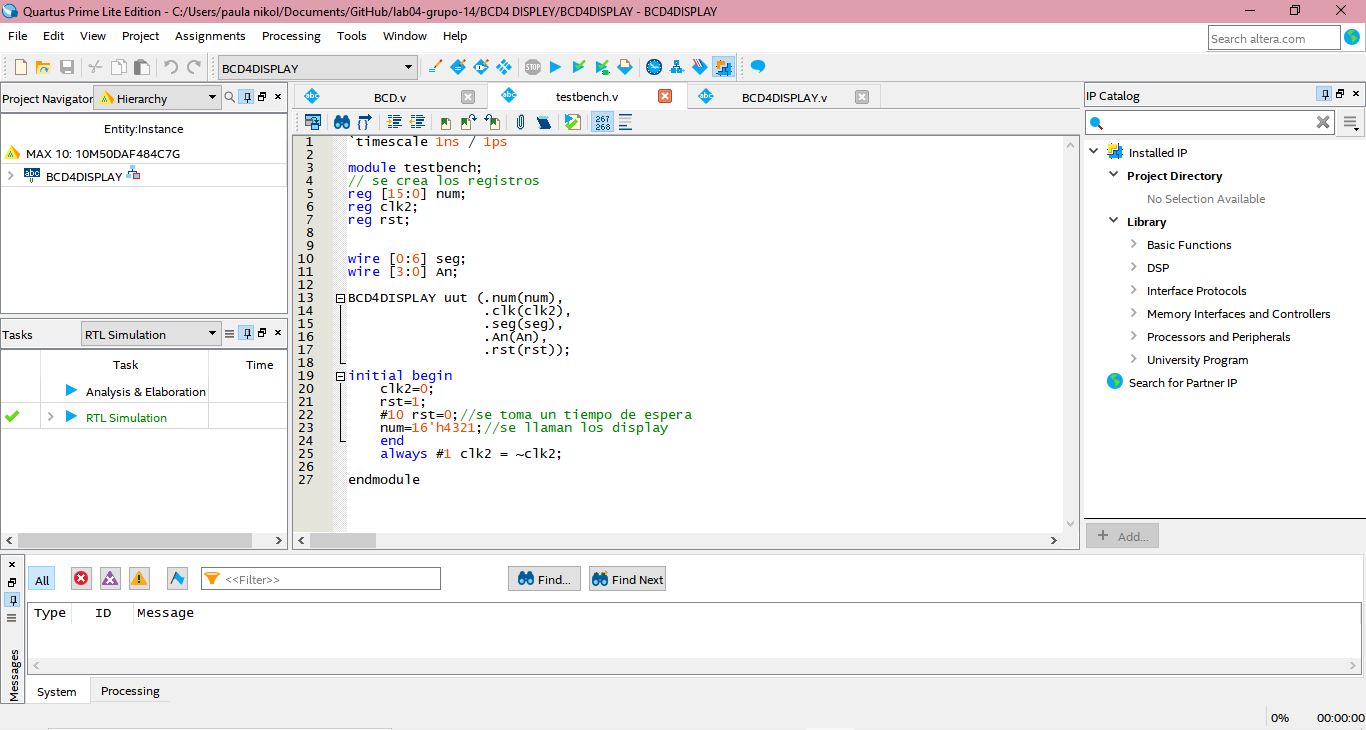 Quartus Prime Lite Edition - C:/Users/paula nikol/Documents/GitHub/lab04-grupo-14/BCD4 DISPLEY/BCD4DISPLAY - BCD4DISPLAY
File Edit View Project Assignments Processing Tools Window Help
Search altera.com
BCD4DISPLAY
STOP
Project Navigator Hierarchy
Entity:Instance
MAX 10: 10M50DAF484C7G
abc BCD4DISPLAY
Tasks RTL Simulation
Task Time
Analysis & Elaboration
RTL Simulation
abc BCD.v abc testbench.v abc BCD4DISPLAY.v
267
268
1 `timescale 1ns / 1ps
2
3 module testbench;
4 // se crea los registros
5 reg [15:0] num;
6 reg clk2;
7 reg rst;
8
9
10 wire [0:6] seg;
11 wire [3:0] An;
12
13 BCD4DISPLAY uut (.num(num),
14 .clk(clk2),
15 .seg(seg),
16 .An(An),
17 .rst(rst));
18
19 initial begin
20 clk2=0;
21 rst=1;
22 #10 rst=0;//se toma un tiempo de espera
23 num=16'h4321;//se llaman los display
24 end
25 always #1 clk2 = ~clk2;
26
27 endmodule
IP Catalog
Installed IP
Project Directory
No Selection Available
Library
Basic Functions
DSP
Interface Protocols
Memory Interfaces and Controllers
Processors and Peripherals
University Program
Search for Partner IP
+ Add...
All <<Filter>> Find... Find Next
Type ID Message
Messages
System Processing
0% 00:00:00